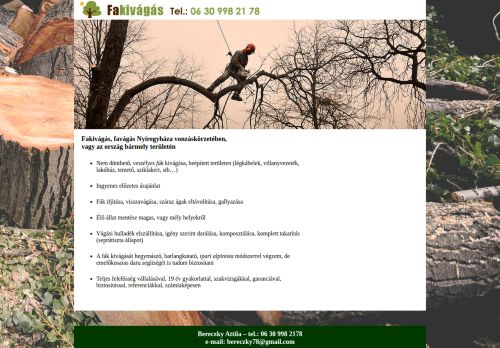 Fakivágás Tel.: 06 30 998 21 78
Fakivágás, favágás Nyíregyháza vonzáskörzetében,
vagy az ország bármely területén
Nem dönthető, veszélyes fák kivágása, beépített területen (légkábelek, villanyvezeték,
lakóház, temető, sziklakert, stb…)
Ingyenes előzetes árajánlat
Fák ifjítása, visszavágása, száraz ágak eltávolítása, gallyazása
Élő állat mentése magas, vagy mély helyekről
Vágási hulladék elszállítása, igény szerint darálása, komposztálása, komplett takarítás
(seprűtiszta állapot)
A fák kivágását hegymászó, barlangkutató, ipari alpinista módszerrel végzem, de
emelőkosaras daru segítségét is tudom biztosítani
Teljes felelősség vállalásával, 19 év gyakorlattal, szakvizsgákkal, garanciával,
biztosítással, referenciákkal, számlaképesen
Bereczky Attila – tel.: 06 30 998 2178
e-mail: bereczky78@gmail.com